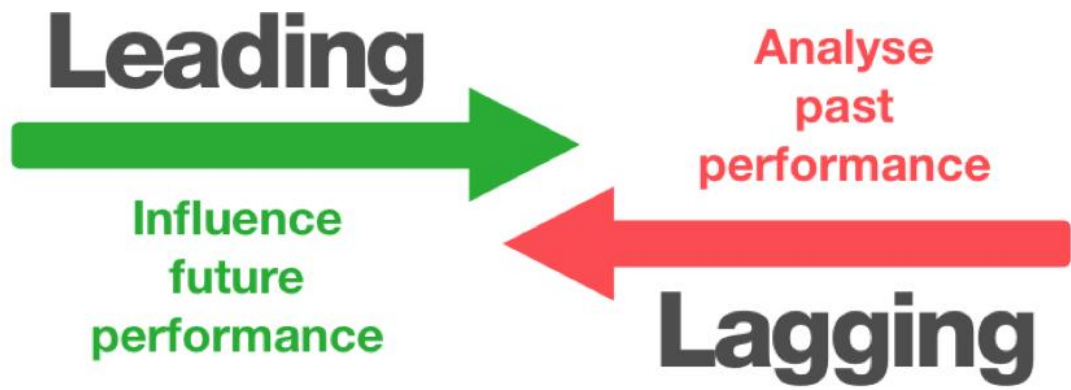 Leading
Influence
future
performance
Analyse
past
performance
Lagging